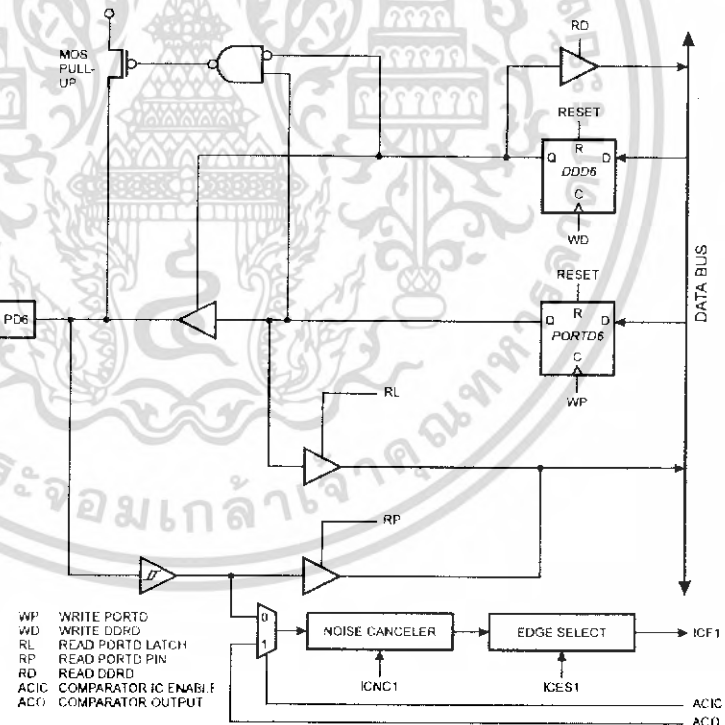 RD
MOS
PULL-
UP
RESET
R
Q
D
DDD6
C
WD
RESET
DATA BUS
PD6
R
Q
D
PORTD6
C
WP
RL
RP
WP WRITE PORTD
WD WRITE DDRD
RL READ PORTD LATCH
RP READ PORTD PIN
RD READ DDRD
ACIC COMPARATOR IC ENABLE
ACO COMPARATOR OUTPUT
0
1
NOISE CANCELER
EDGE SELECT
ICF1
ICNC1
ICES1
ACIC
ACO